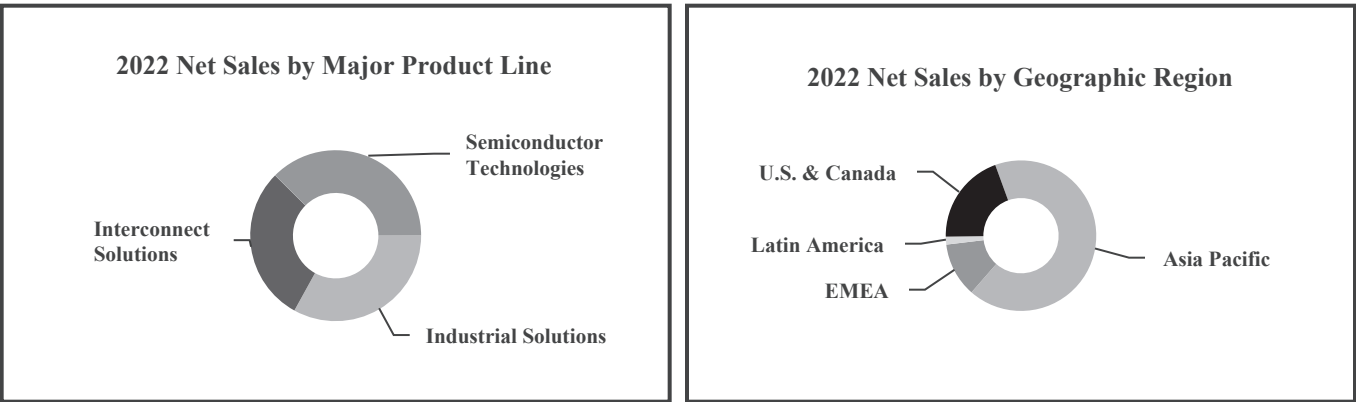 2022 Net Sales by Major Product Line
Semiconductor
Technologies
Interconnect
Solutions
Industrial Solutions
2022 Net Sales by Geographic Region
U.S. & Canada
Latin America
EMEA
Asia Pacific